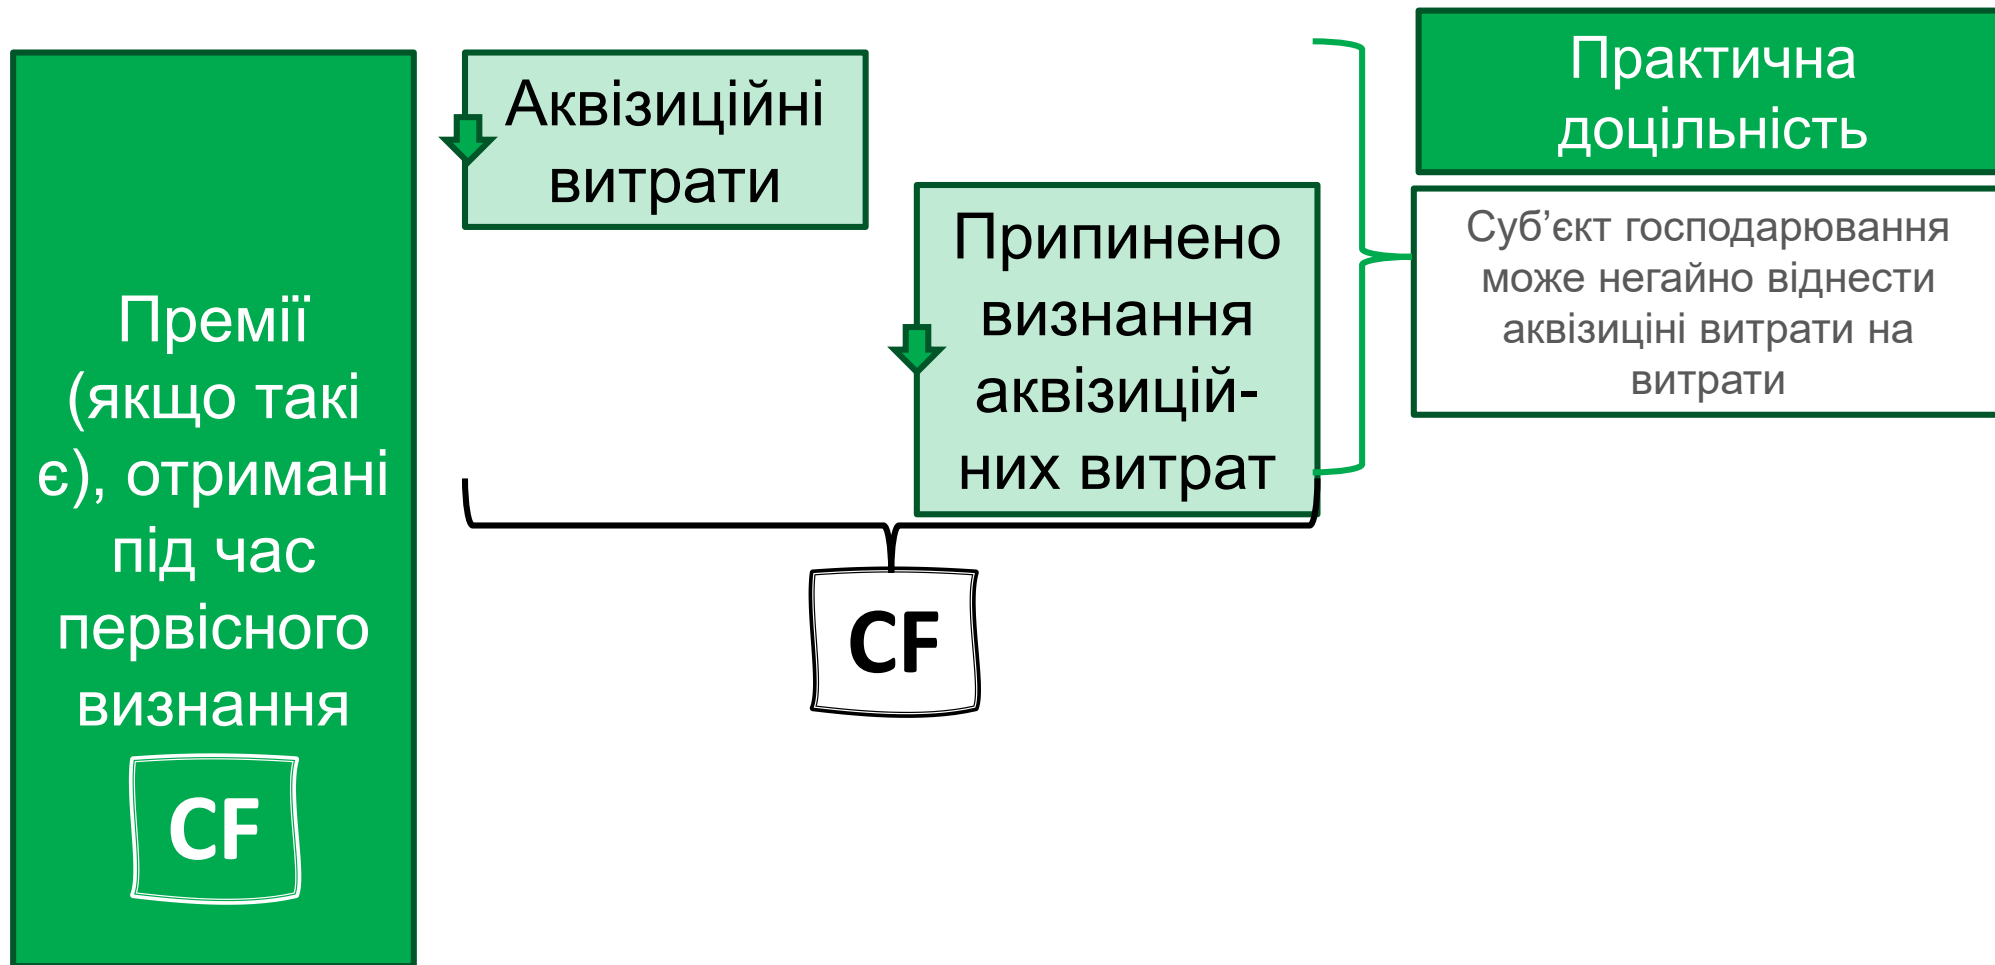 Премії
(якщо такі
є), отримані
під час
первісного
визнання
CF
Аквізиційні
витрати
Припинено
визнання
аквізицій-
них витрат
CF
Практична
доцільність
Суб’єкт господарювання
може негайно віднести
аквізиціні витрати на
витрати